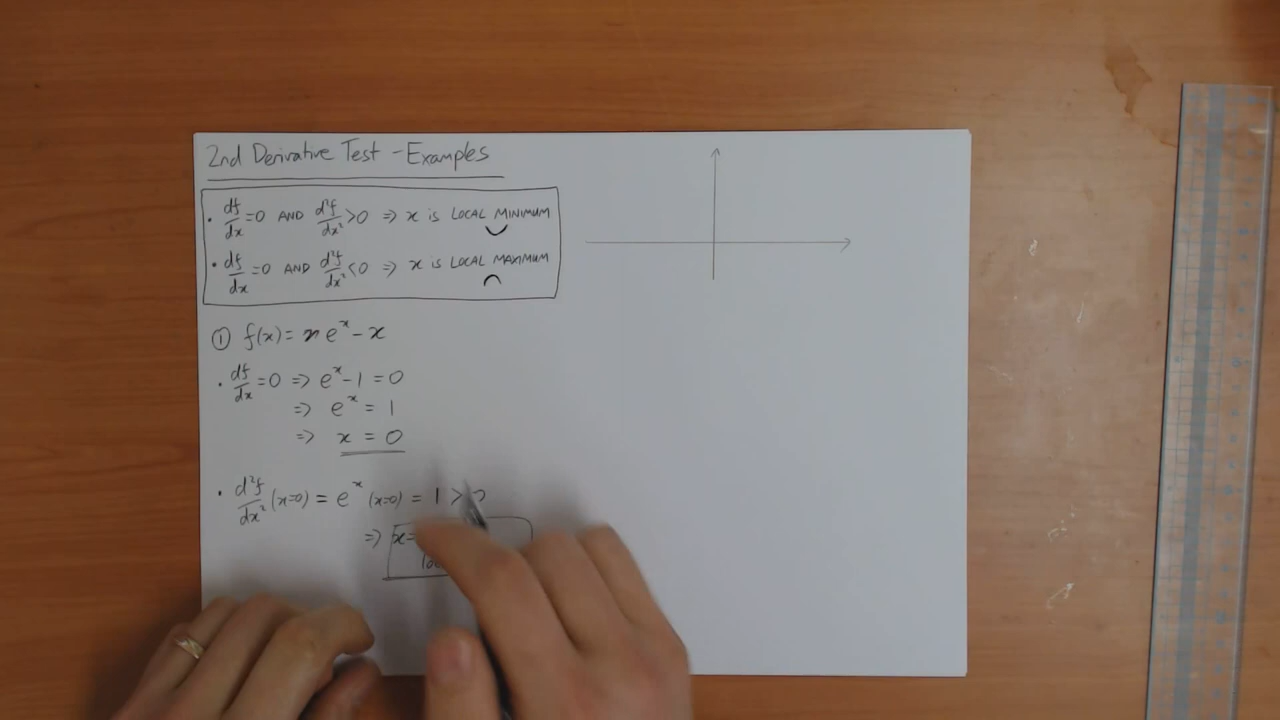 2nd Derivative Test - Examples
• df/dx = 0 AND d²f/dx² > 0 ⇒ x is LOCAL MINIMUM
• df/dx = 0 AND d²f/dx² < 0 ⇒ x is LOCAL MAXIMUM
① f(x) = e^x - x
• df/dx = 0 ⇒ e^x - 1 = 0
⇒ e^x = 1
⇒ x = 0
• d²f/dx² (x=0) = e^x (x=0) = 1 > 0
⇒ x =